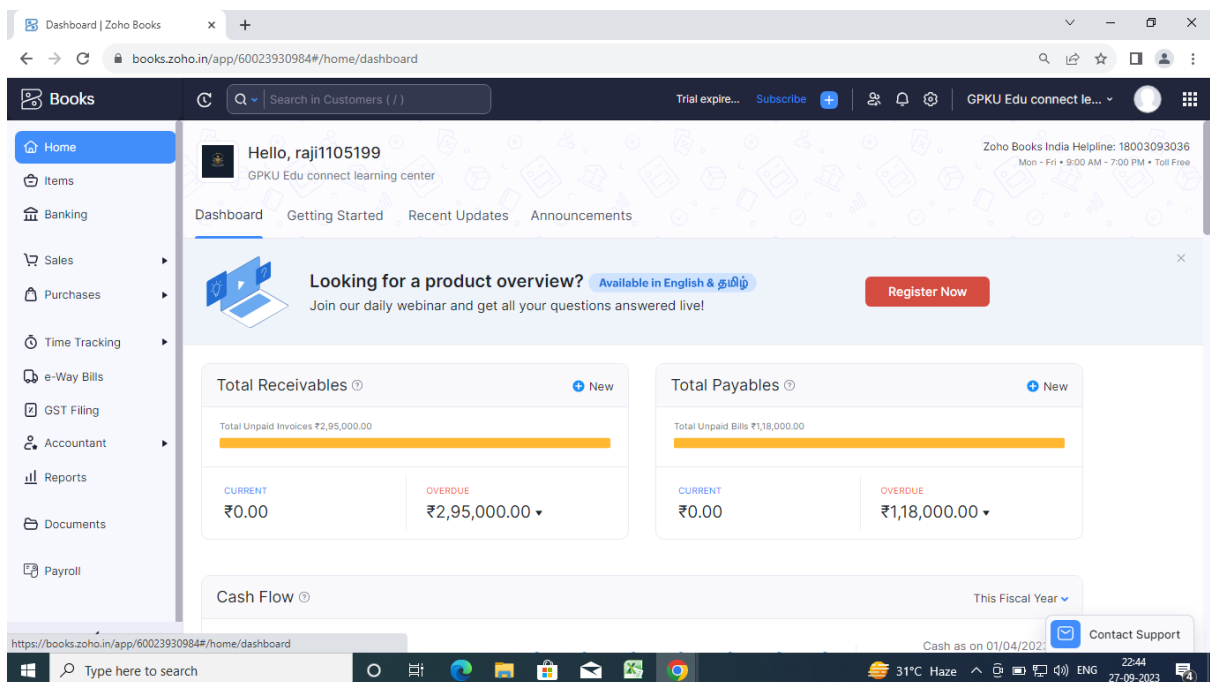 Dashboard | Zoho Books
books.zoho.in/app/60023930984#/home/dashboard
Books
Search in Customers ( / )
Trial expire...
Subscribe
GPKU Edu connect le...
Home
Items
Banking
Sales
Purchases
Time Tracking
e-Way Bills
GST Filing
Accountant
Reports
Documents
Payroll
Hello, raji1105199
GPKU Edu connect learning center
Zoho Books India Helpline: 18003093036
Mon - Fri • 9:00 AM - 7:00 PM • Toll Free
Dashboard Getting Started Recent Updates Announcements
Looking for a product overview? Available in English & தமிழ்
Join our daily webinar and get all your questions answered live!
Register Now
Total Receivables
New
Total Unpaid Invoices ₹2,95,000.00
CURRENT
₹0.00
OVERDUE
₹2,95,000.00
Total Payables
New
Total Unpaid Bills ₹1,18,000.00
CURRENT
₹0.00
OVERDUE
₹1,18,000.00
Cash Flow
This Fiscal Year
Cash as on 01/04/202
Contact Support
https://books.zoho.in/app/60023930984#/home/dashboard
Type here to search
31°C Haze
ENG
22:44
27-09-2023
4